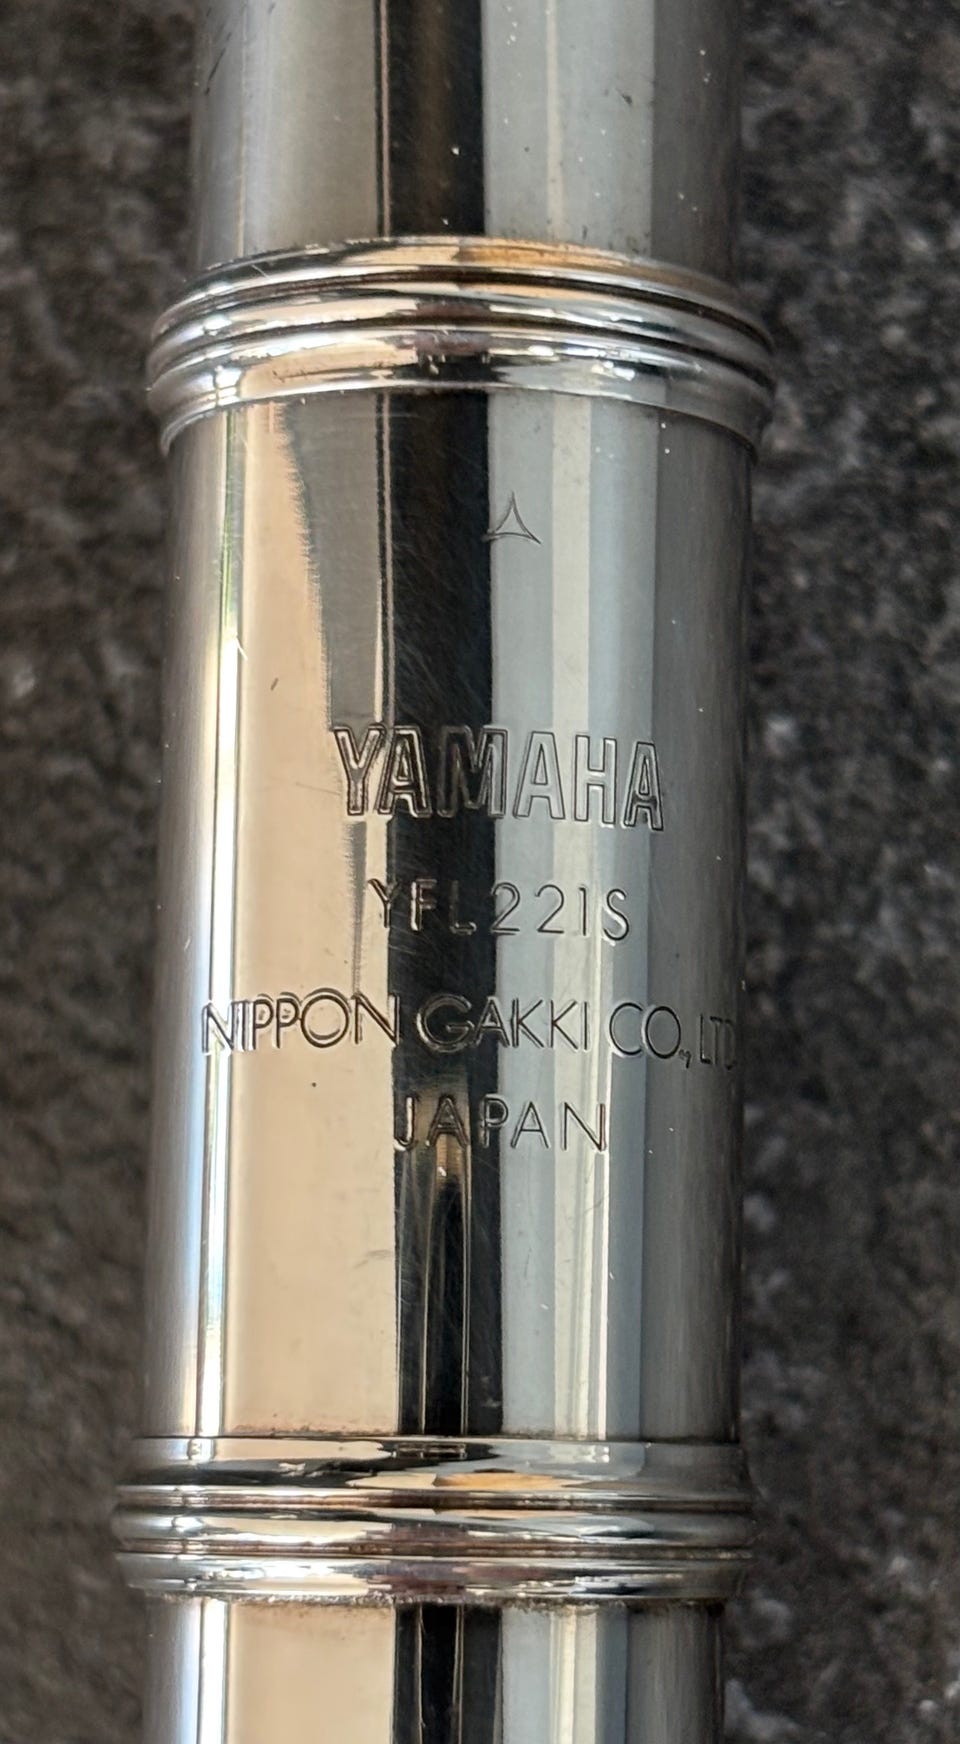 YAMAHA
YFL221S
NIPPON GAKKI CO., LTD
JAPAN